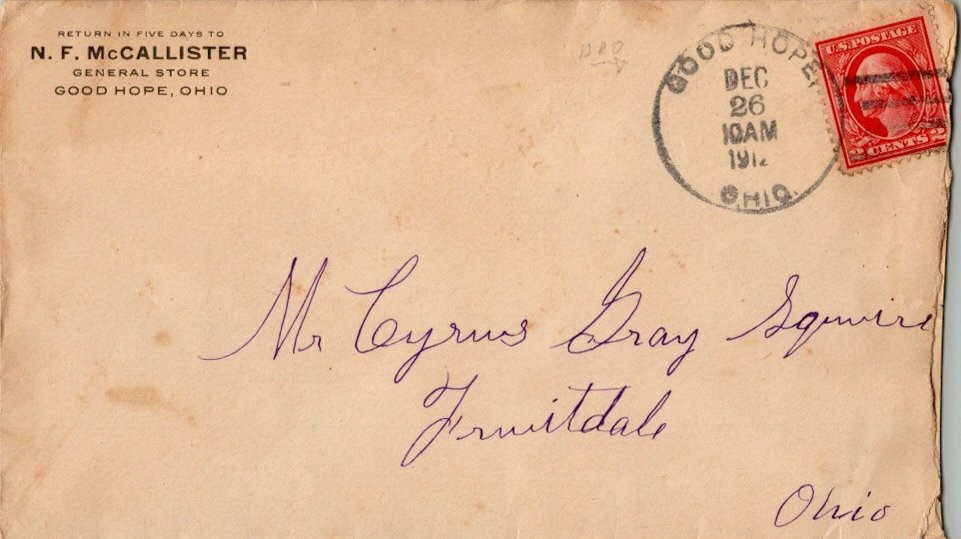 RETURN IN FIVE DAYS TO
N. F. McCALLISTER
GENERAL STORE
GOOD HOPE, OHIO
DPO
GOOD HOPE,
DEC
26
10AM
1912
OHIO.
U.S. POSTAGE
2 CENTS 2
Mr Cyrus Gray Squire
Fruitdale
Ohio